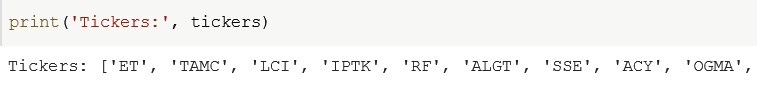 print('Tickers:', tickers)
Tickers: ['ET', 'TAMC', 'LCI', 'IPTK', 'RF', 'ALGT', 'SSE', 'ACY', 'OGMA',